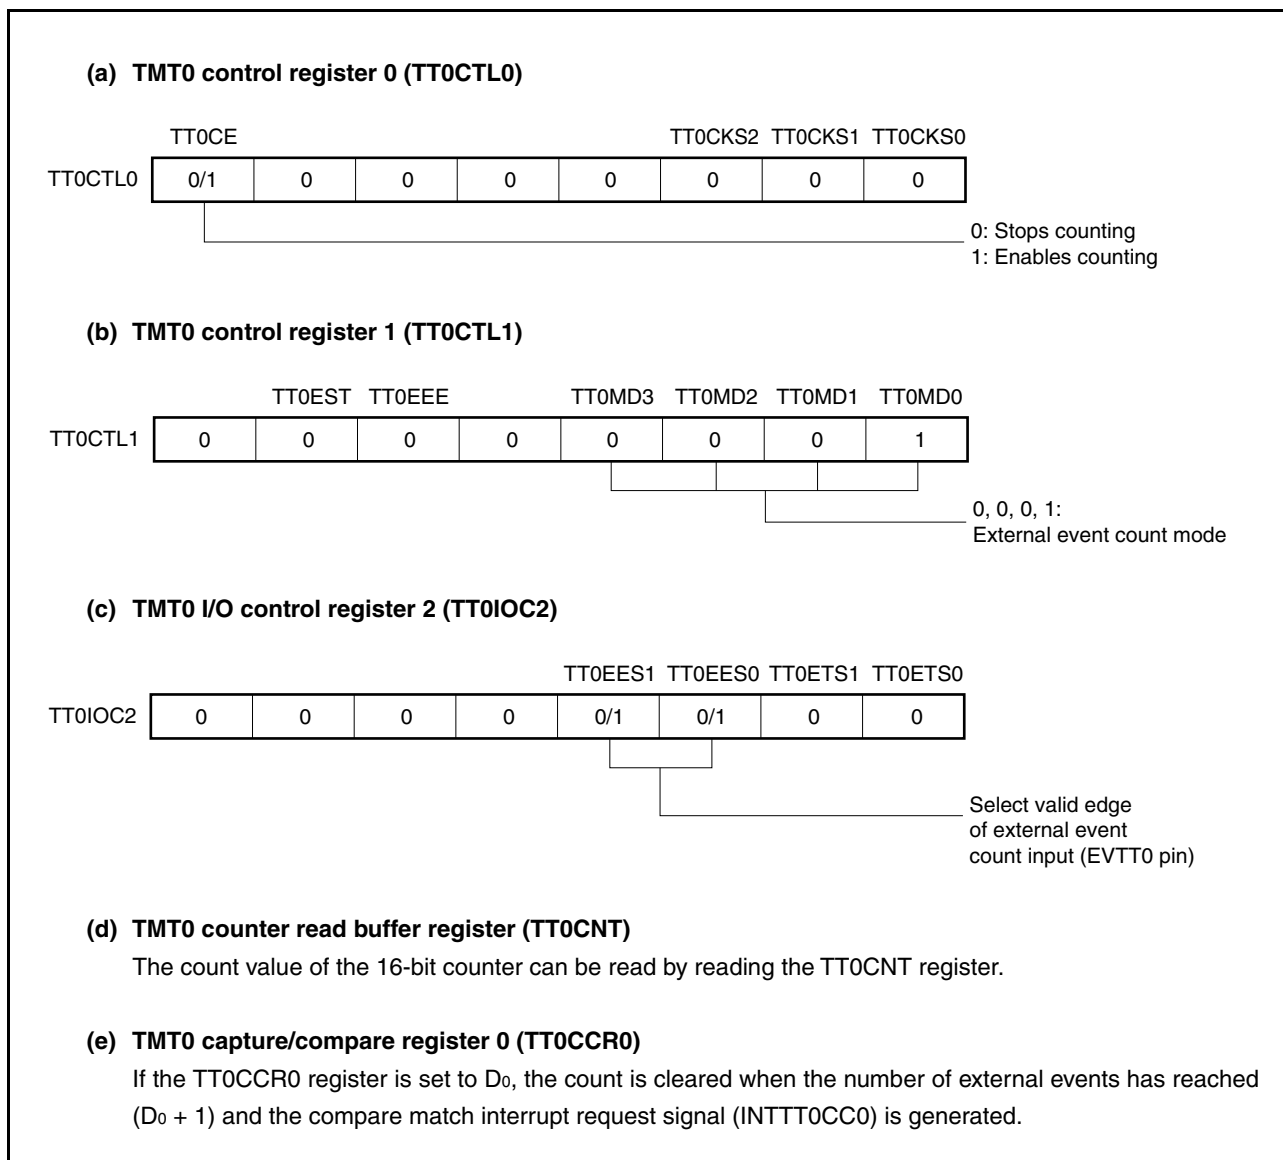 (a) TMT0 control register 0 (TT0CTL0)
TT0CE TT0CKS2 TT0CKS1 TT0CKS0
TT0CTL0 0/1 0 0 0 0 0 0 0
0: Stops counting
1: Enables counting
(b) TMT0 control register 1 (TT0CTL1)
TT0EST TT0EEE TT0MD3 TT0MD2 TT0MD1 TT0MD0
TT0CTL1 0 0 0 0 0 0 0 1
0, 0, 0, 1:
External event count mode
(c) TMT0 I/O control register 2 (TT0IOC2)
TT0EES1 TT0EES0 TT0ETS1 TT0ETS0
TT0IOC2 0 0 0 0 0/1 0/1 0 0
Select valid edge
of external event
count input (EVTT0 pin)
(d) TMT0 counter read buffer register (TT0CNT)
The count value of the 16-bit counter can be read by reading the TT0CNT register.
(e) TMT0 capture/compare register 0 (TT0CCR0)
If the TT0CCR0 register is set to D0, the count is cleared when the number of external events has reached
(D0 + 1) and the compare match interrupt request signal (INTTT0CC0) is generated.